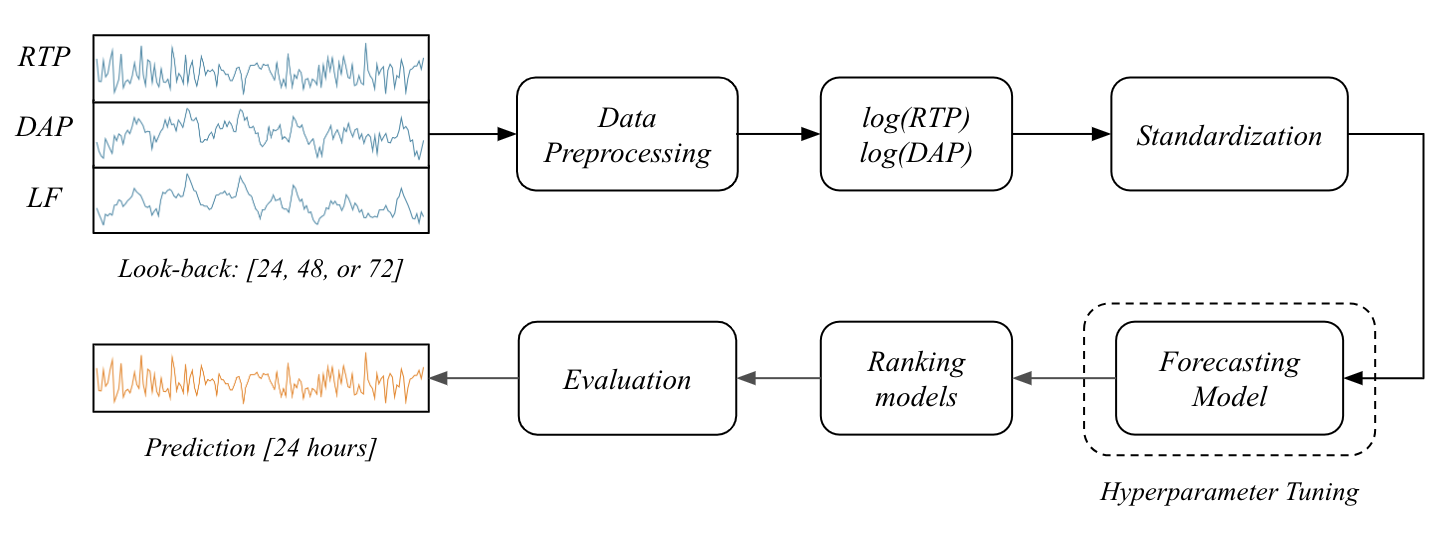 RTP
DAP
LF
Look-back: [24, 48, or 72]
Data
Preprocessing
log(RTP)
log(DAP)
Standardization
Forecasting
Model
Hyperparameter Tuning
Ranking
models
Evaluation
Prediction [24 hours]